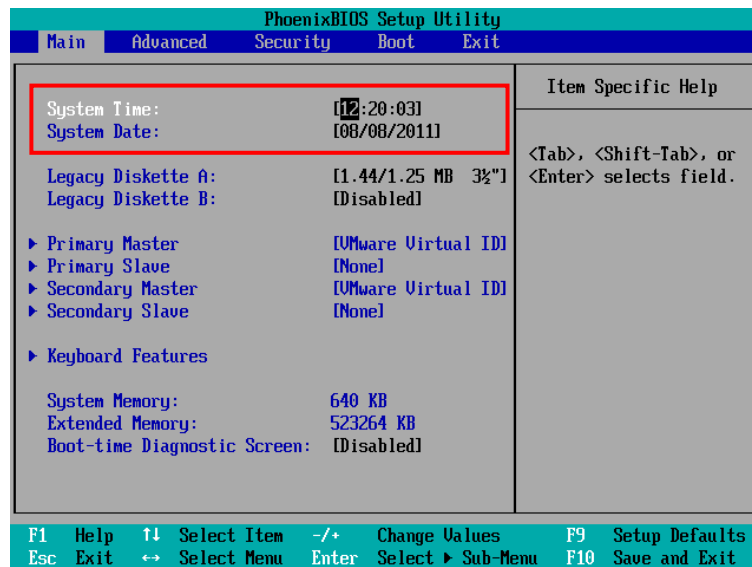 PhoenixBIOS Setup Utility
Main Advanced Security Boot Exit
Item Specific Help
System Time: [12:20:03]
System Date: [08/08/2011]
<Tab>, <Shift-Tab>, or
<Enter> selects field.
Legacy Diskette A: [1.44/1.25 MB 3½"]
Legacy Diskette B: [Disabled]
Primary Master [VMware Virtual ID]
Primary Slave [None]
Secondary Master [VMware Virtual ID]
Secondary Slave [None]
Keyboard Features
System Memory: 640 KB
Extended Memory: 523264 KB
Boot-time Diagnostic Screen: [Disabled]
F1 Help ↑↓ Select Item -/+ Change Values F9 Setup Defaults
Esc Exit ↔ Select Menu Enter Select ▶ Sub-Menu F10 Save and Exit